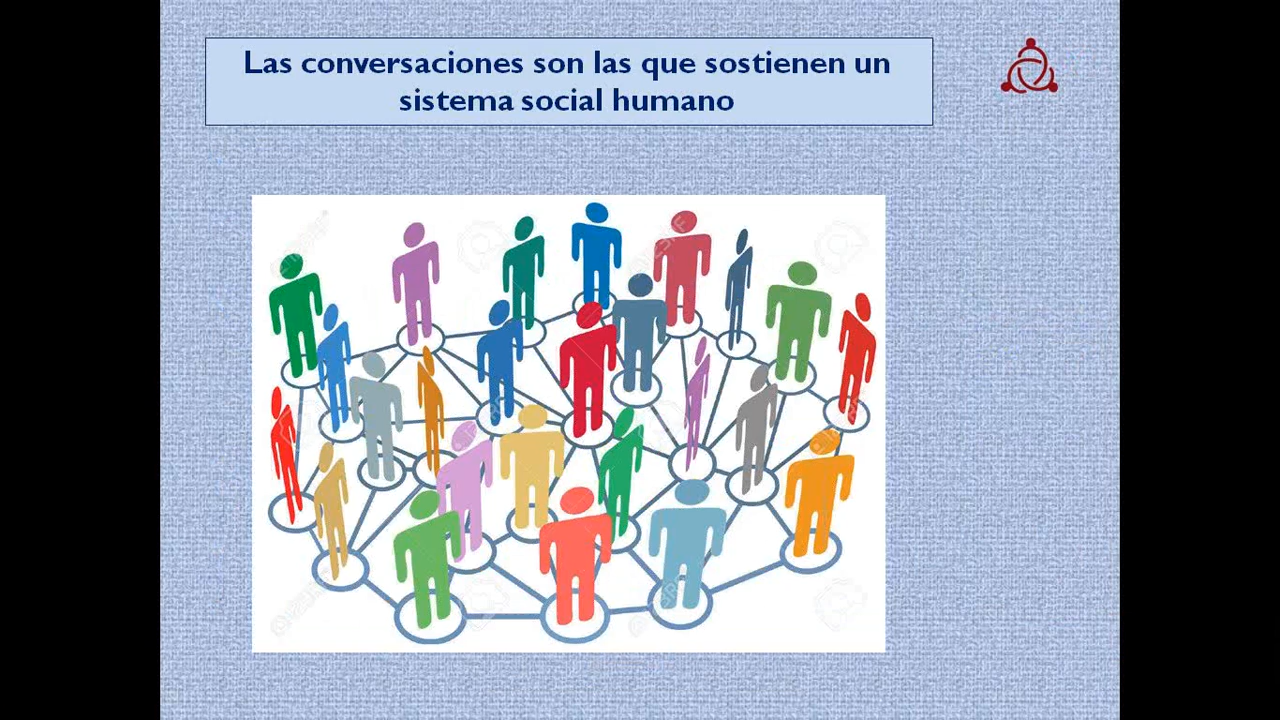 Las conversaciones son las que sostienen un
sistema social humano